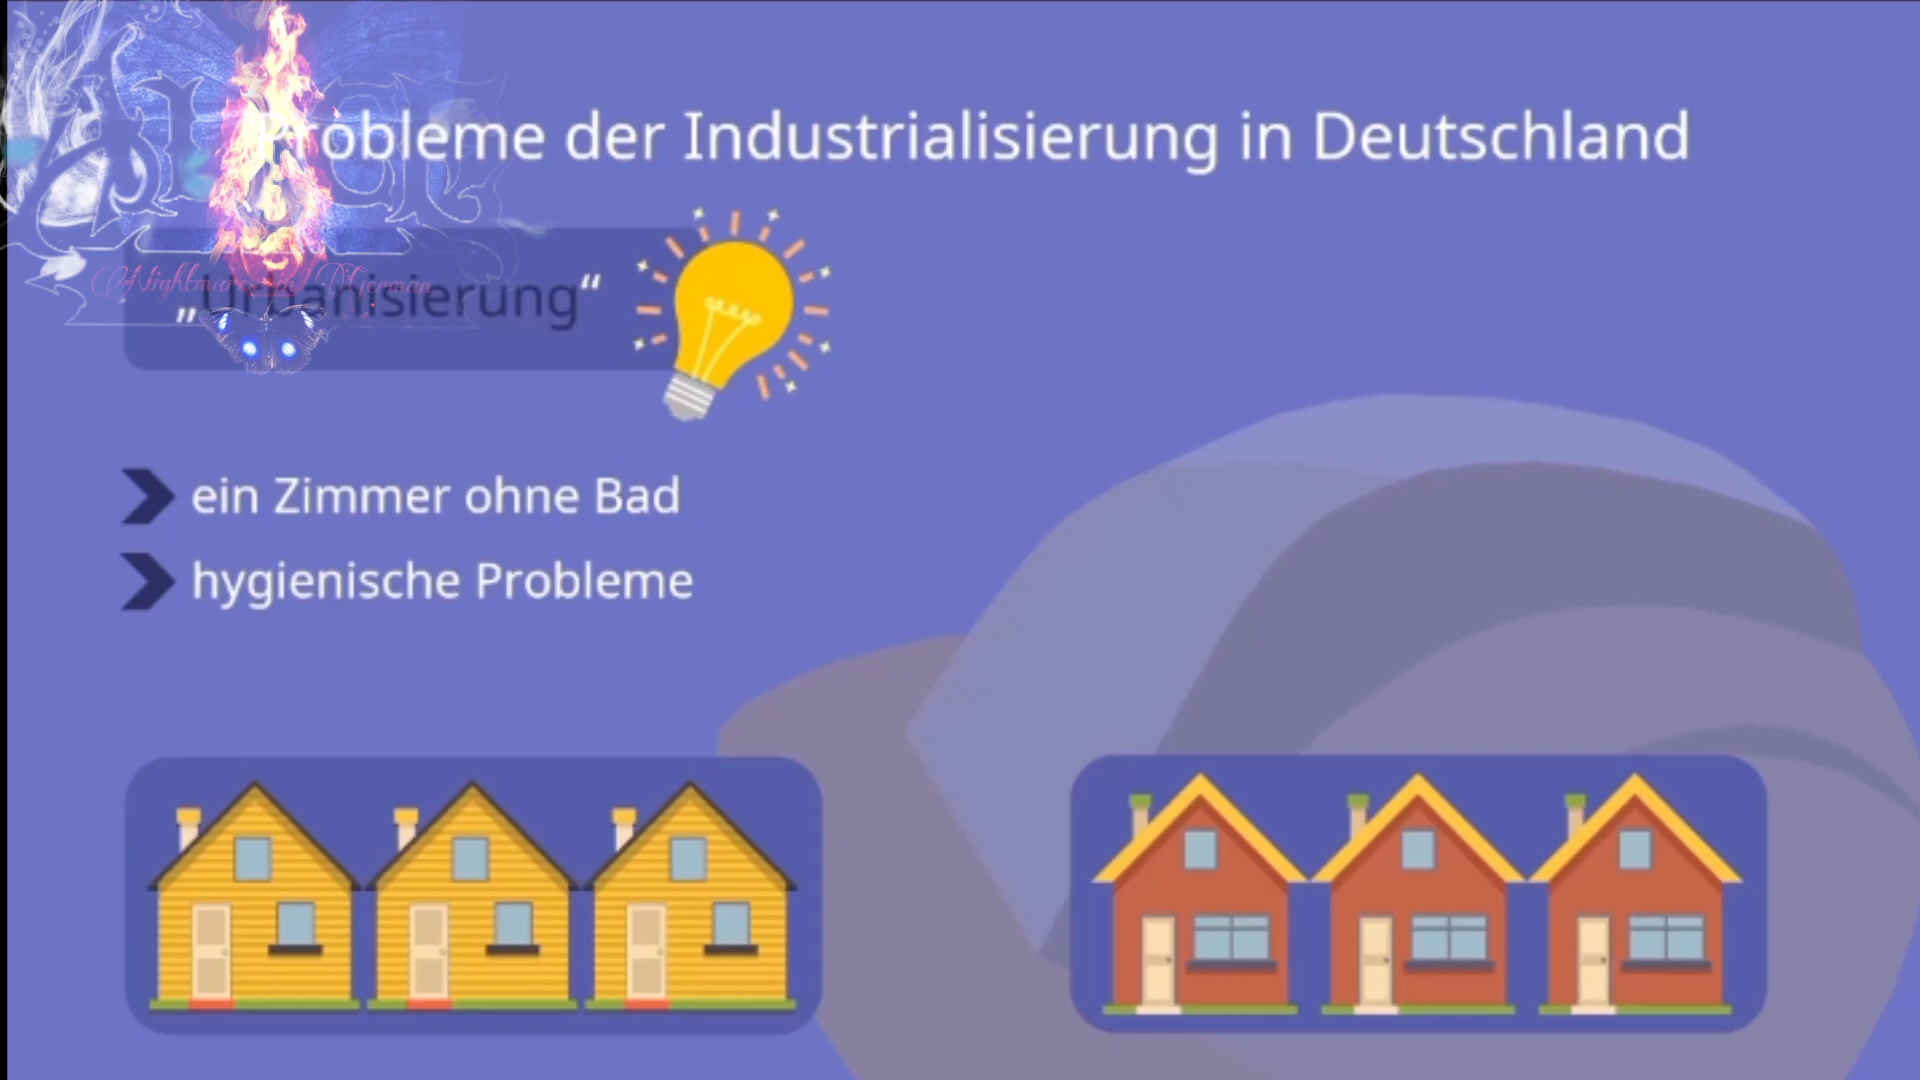 Probleme der Industrialisierung in Deutschland
„Urbanisierung“
ein Zimmer ohne Bad
hygienische Probleme